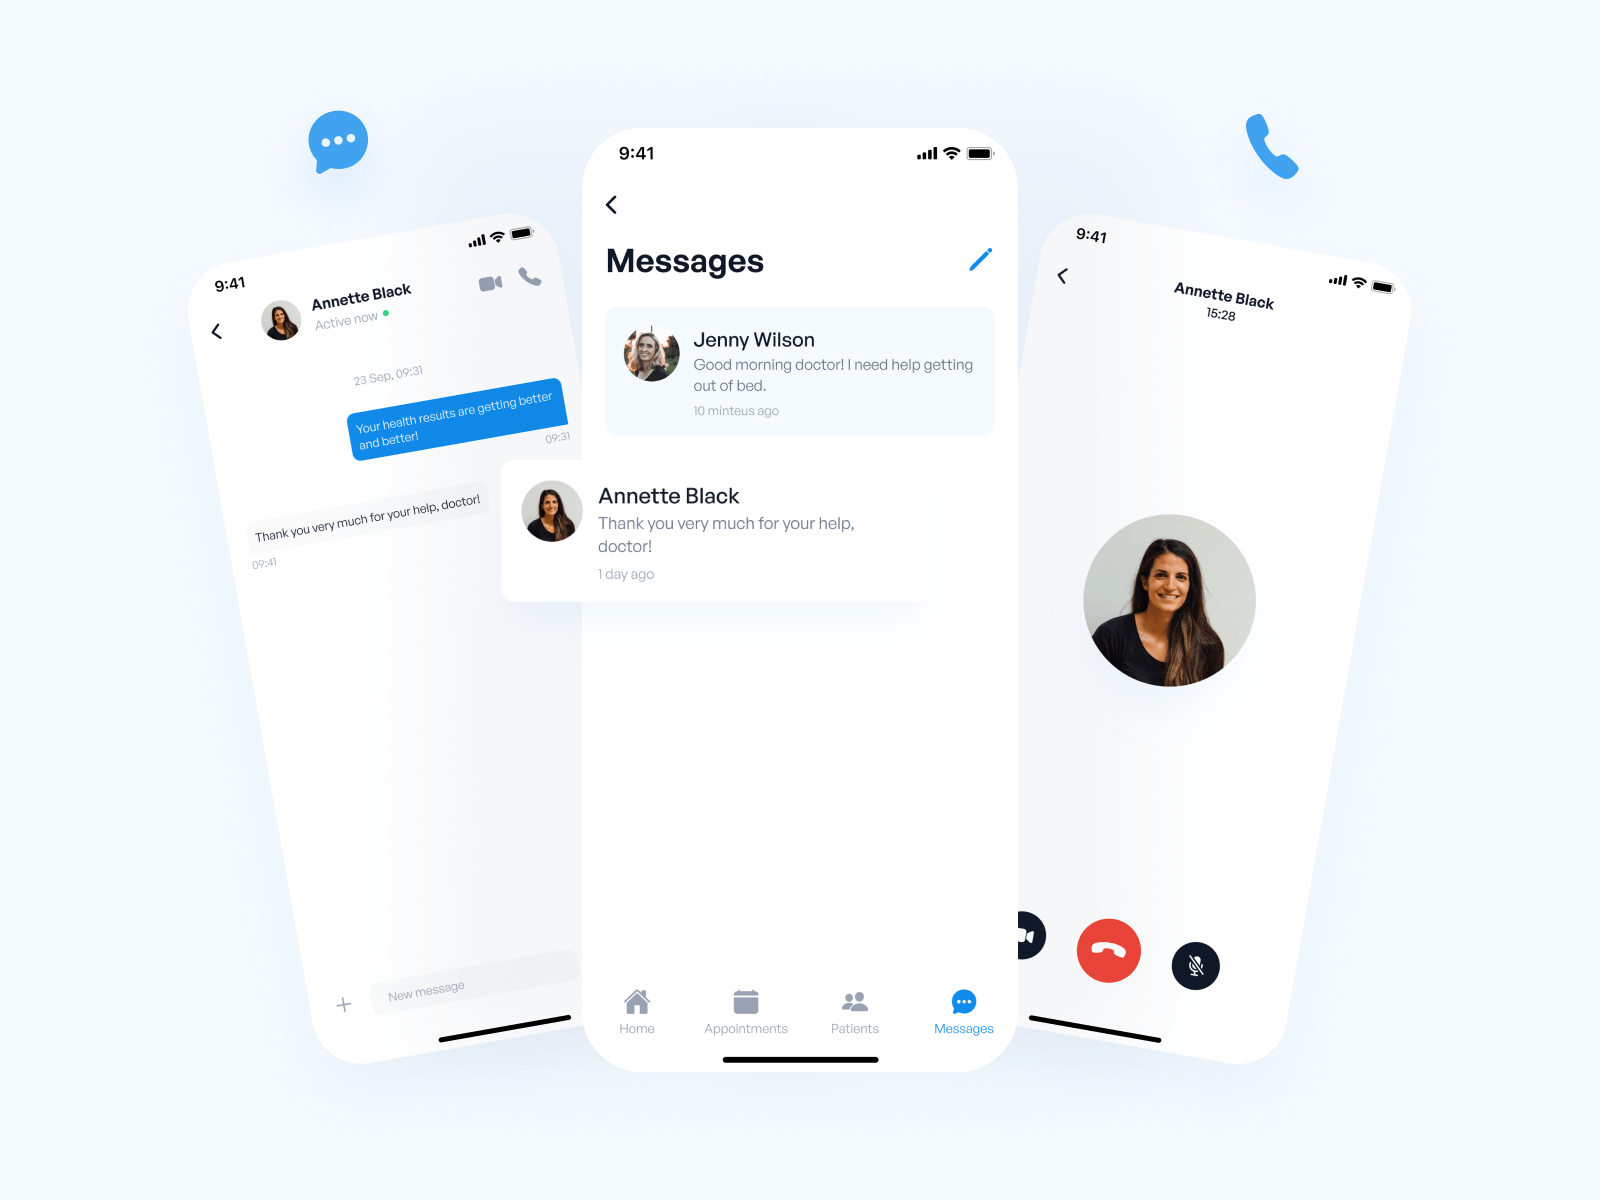 9:41
Annette Black
Active now
23 Sep, 09:31
Your health results are getting better
and better!
09:31
Thank you very much for your help, doctor!
09:41
New message
9:41
Messages
Jenny Wilson
Good morning doctor! I need help getting
out of bed.
10 minteus ago
Annette Black
Thank you very much for your help,
doctor!
1 day ago
Home
Appointments
Patients
Messages
9:41
Annette Black
15:28